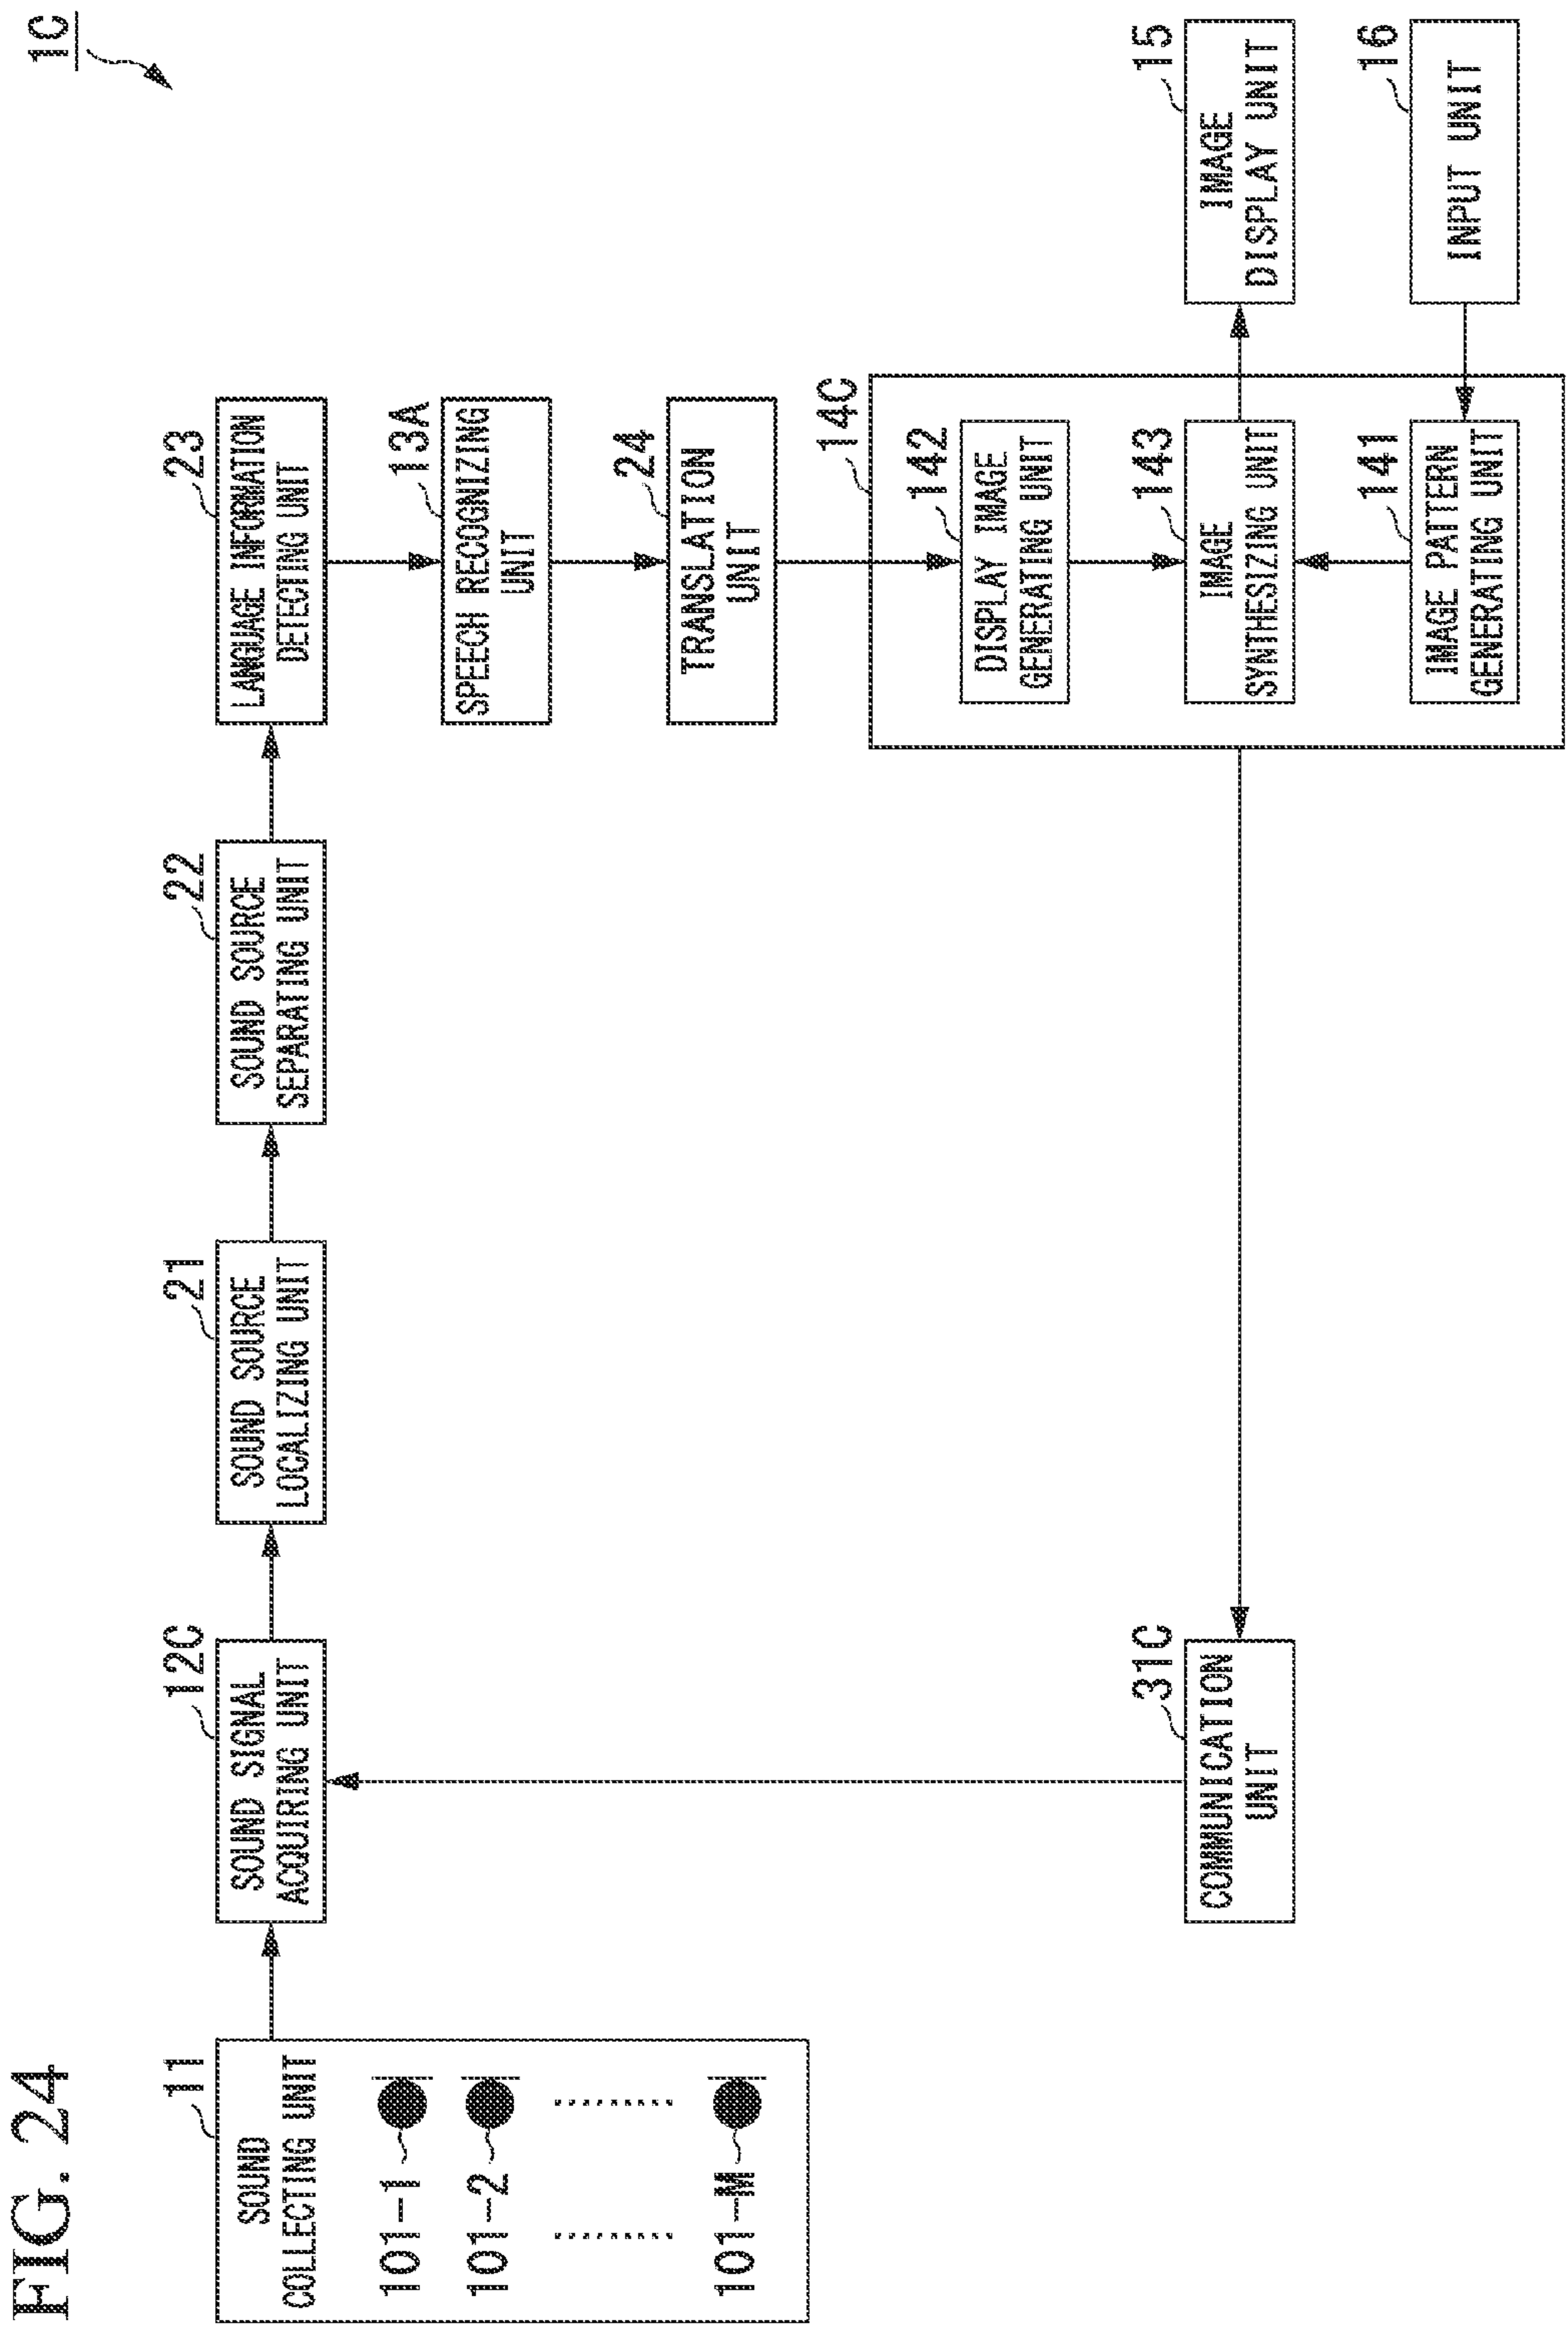 FIG. 24
1C
11
SOUND
COLLECTING UNIT
101-1
101-2
101-M
12C
SOUND SIGNAL
ACQUIRING UNIT
21
SOUND SOURCE
LOCALIZING UNIT
22
SOUND SOURCE
SEPARATING UNIT
23
LANGUAGE INFORMATION
DETECTING UNIT
13A
SPEECH RECOGNIZING
UNIT
24
TRANSLATION
UNIT
14C
142
DISPLAY IMAGE
GENERATING UNIT
31C
COMMUNICATION
UNIT
143
IMAGE
SYNTHESIZING UNIT
15
IMAGE
DISPLAY UNIT
141
IMAGE PATTERN
GENERATING UNIT
16
INPUT UNIT